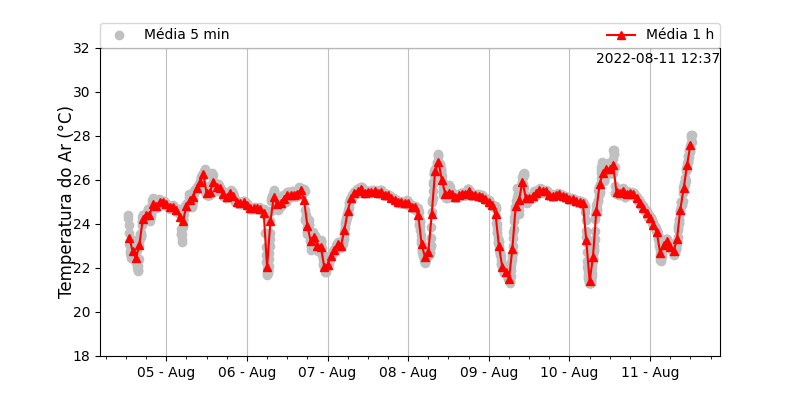 Média 5 min
Média 1 h
2022-08-11 12:37
Temperatura do Ar (°C)
32
30
28
26
24
22
20
18
05 - Aug
06 - Aug
07 - Aug
08 - Aug
09 - Aug
10 - Aug
11 - Aug